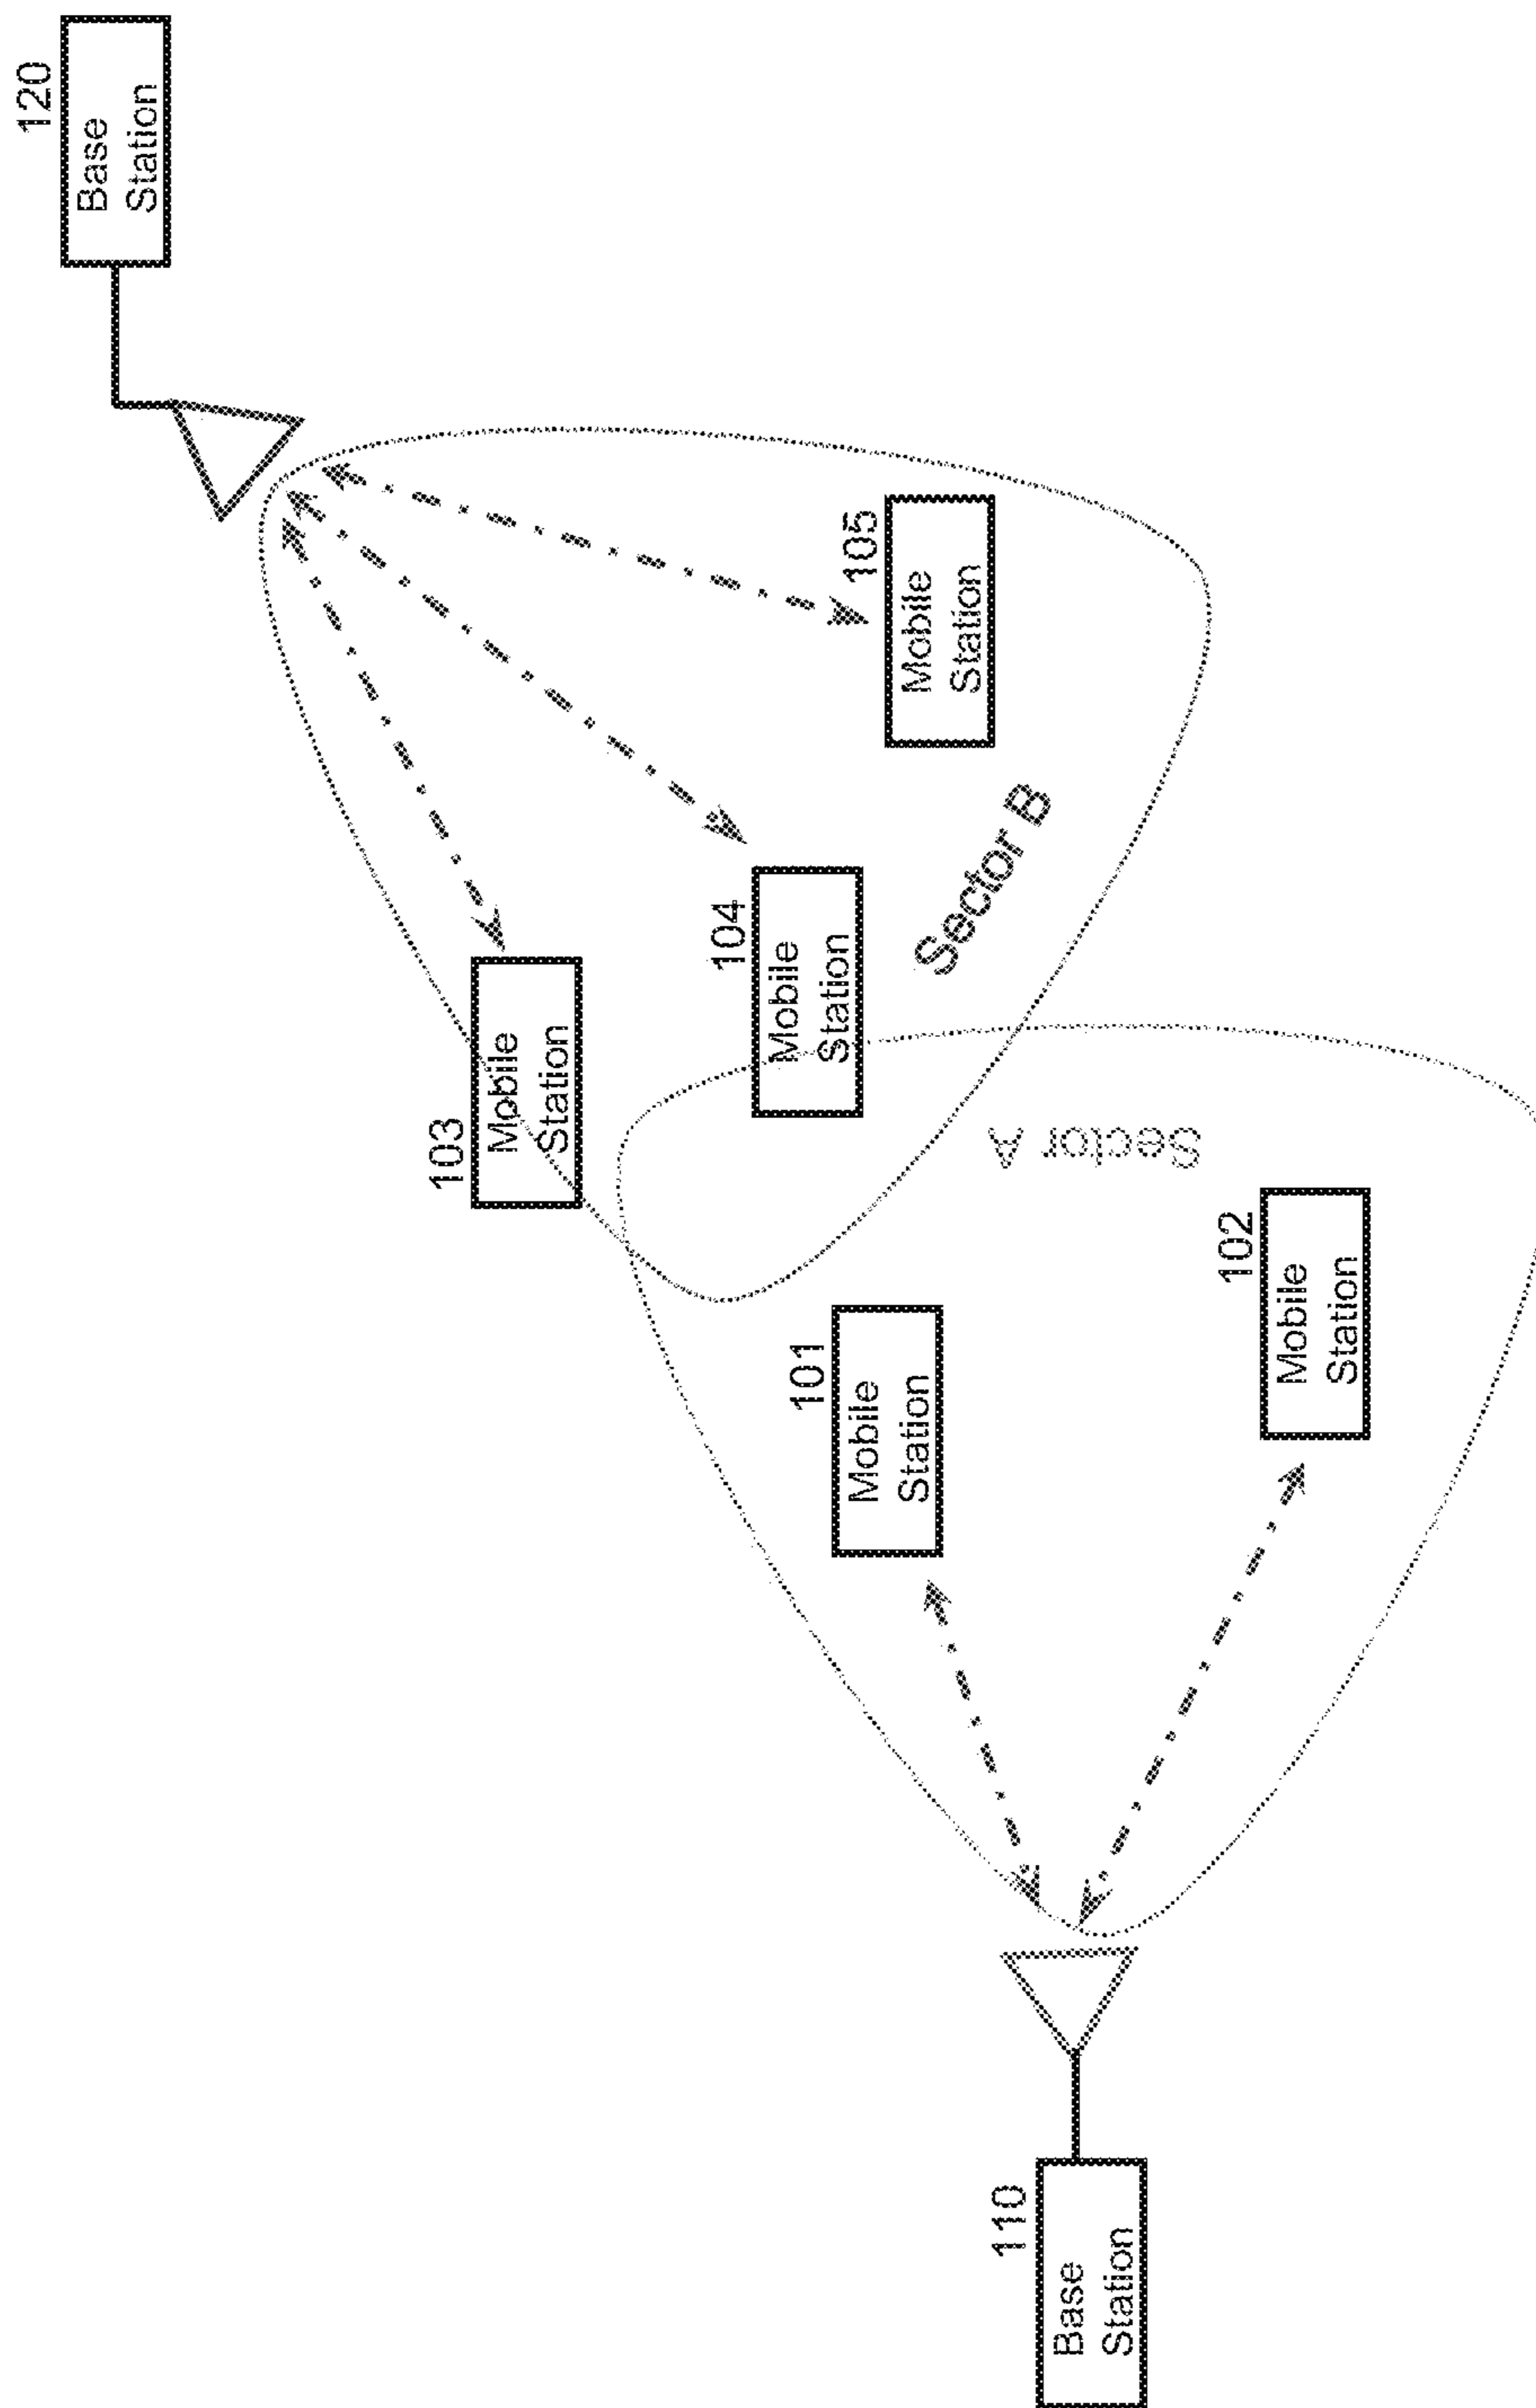 120
Base
Station
103
Mobile
Station
104
Mobile
Station
101
Mobile
Station
105
Mobile
Station
Sector B
110
Base
Station
Sector A
102
Mobile
Station